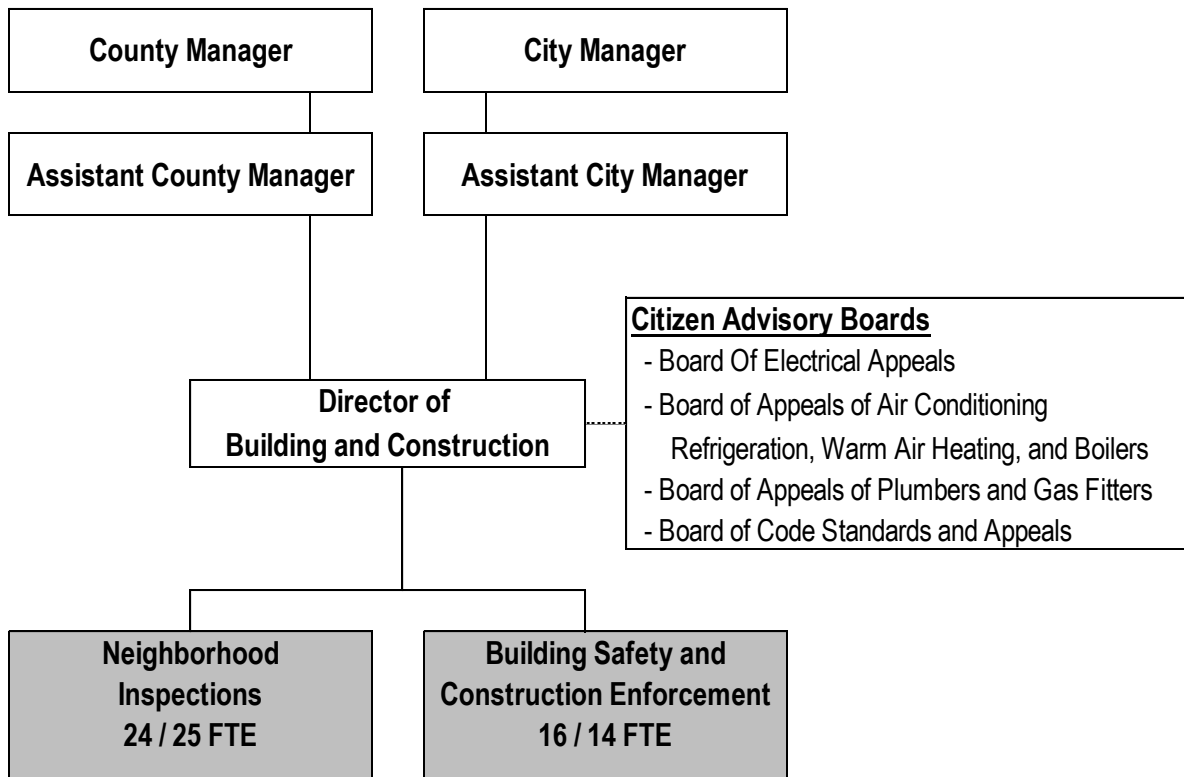 County Manager
City Manager
Assistant County Manager
Assistant City Manager
Citizen Advisory Boards
- Board Of Electrical Appeals
- Board of Appeals of Air Conditioning
Refrigeration, Warm Air Heating, and Boilers
- Board of Appeals of Plumbers and Gas Fitters
- Board of Code Standards and Appeals
Director of
Building and Construction
Neighborhood
Inspections
24 / 25 FTE
Building Safety and
Construction Enforcement
16 / 14 FTE